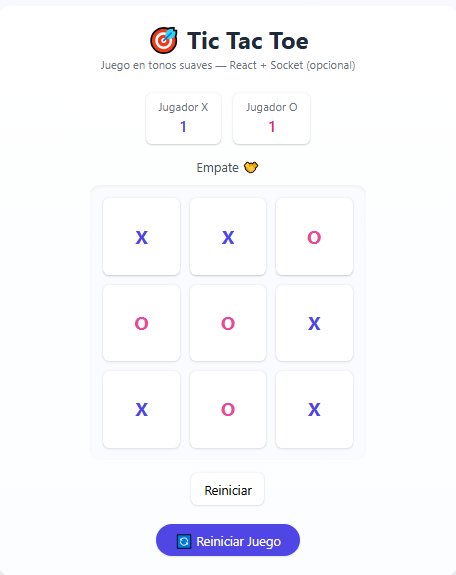 🎯 Tic Tac Toe
Juego en tonos suaves — React + Socket (opcional)
Jugador X Jugador O
1 1
Empate 🤝
X X O
O O X
X O X
Reiniciar
🔄 Reiniciar Juego